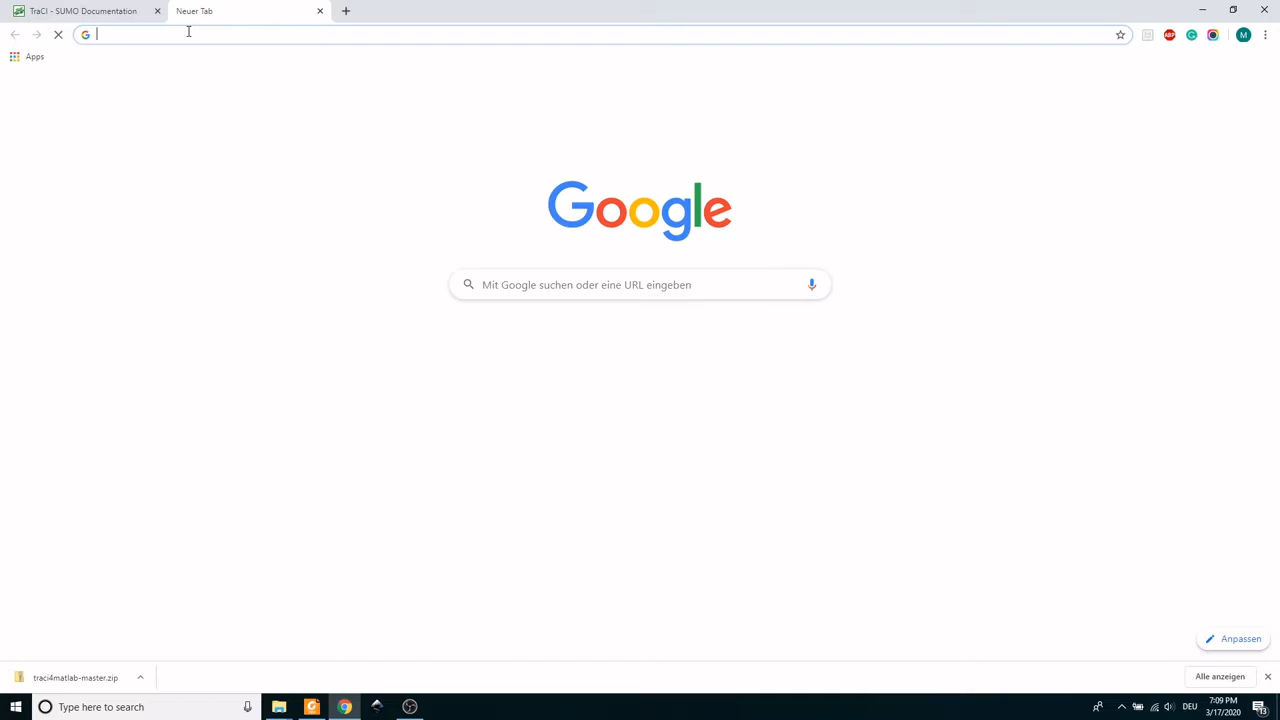 TraCI - SUMO Documentation
Neuer Tab
Apps
ABP
M
Google
Mit Google suchen oder eine URL eingeben
Anpassen
traci4matlab-master.zip
Alle anzeigen
Type here to search
DEU
7:09 PM
3/17/2020